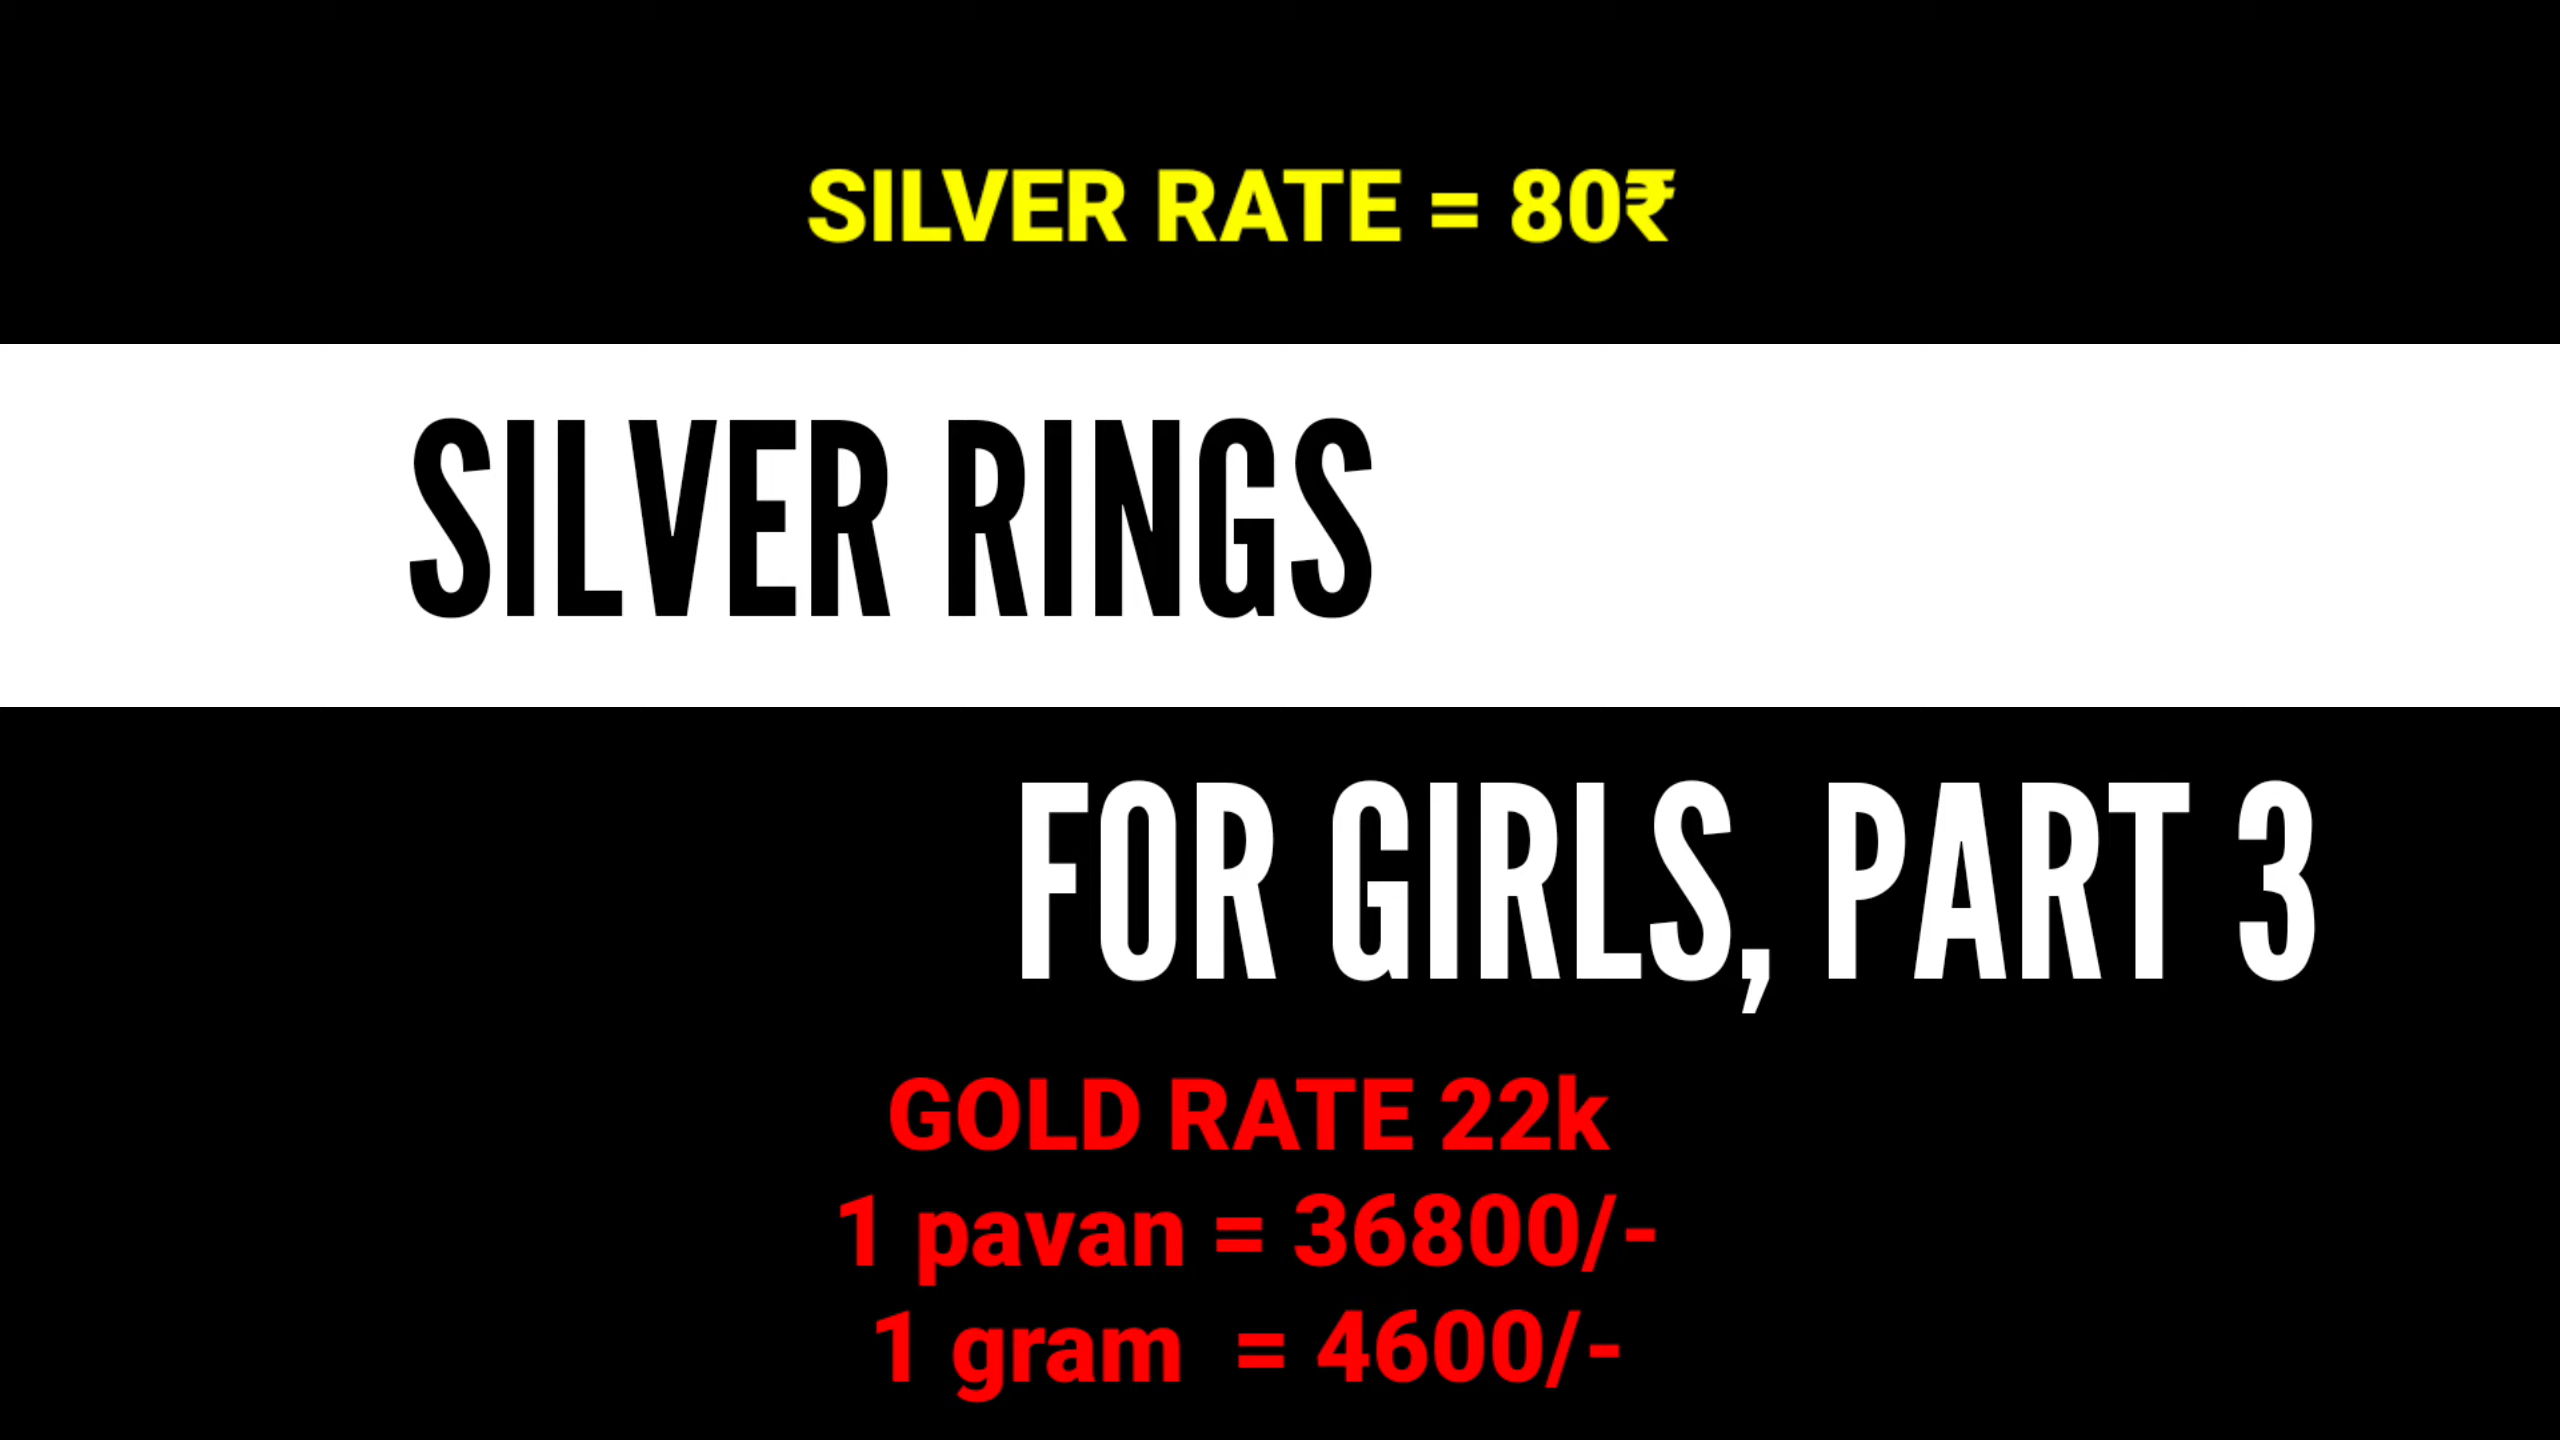 SILVER RATE = 80₹
SILVER RINGS
FOR GIRLS, PART 3
GOLD RATE 22k
1 pavan = 36800/-
1 gram  = 4600/-